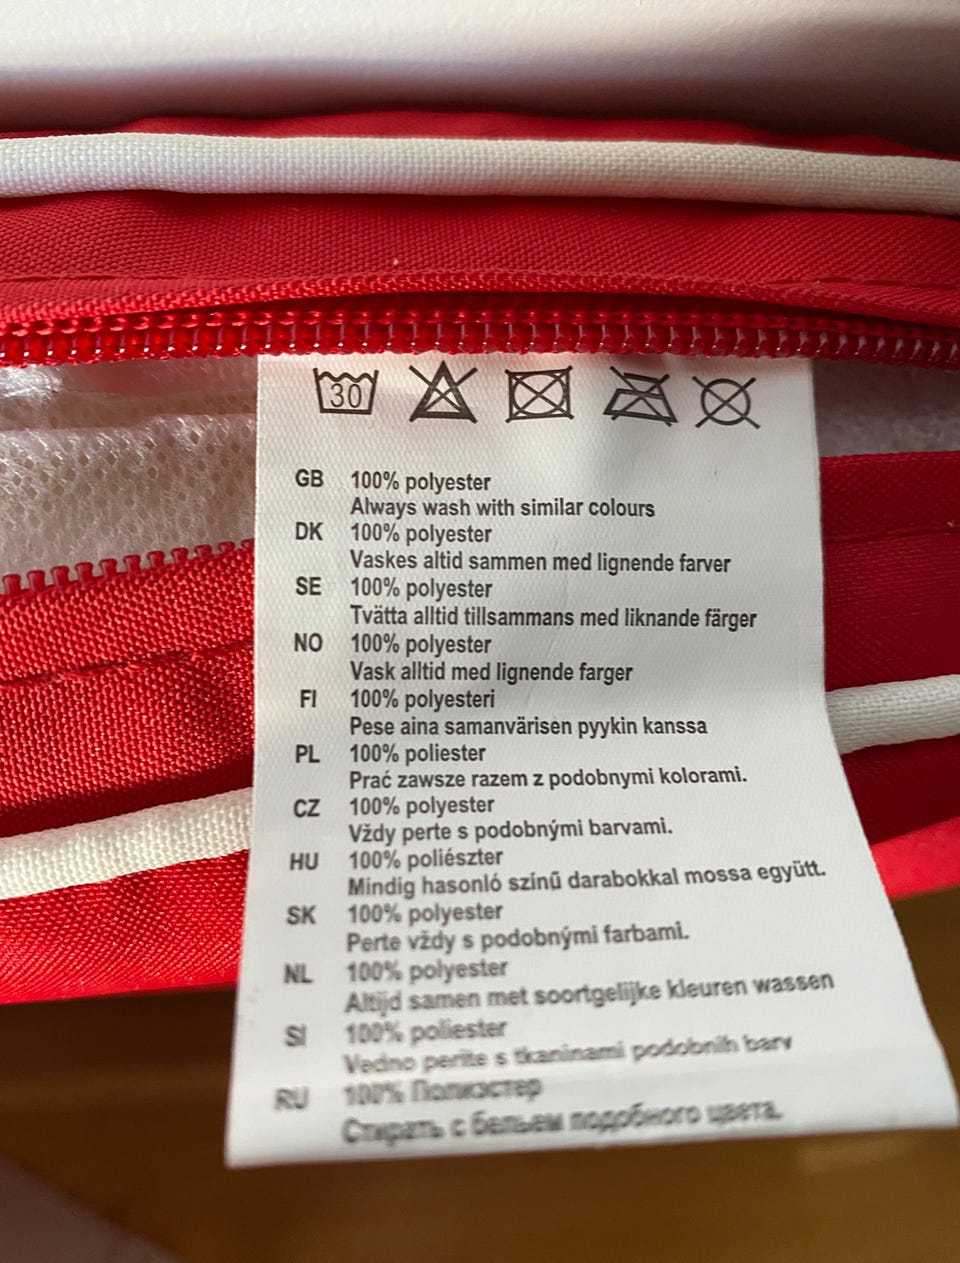 30
GB 100% polyester
Always wash with similar colours
DK 100% polyester
Vaskes altid sammen med lignende farver
SE 100% polyester
Tvätta alltid tillsammans med liknande färger
NO 100% polyester
Vask alltid med lignende farger
FI 100% polyesteri
Pese aina samanvärisen pyykin kanssa
PL 100% poliester
Prać zawsze razem z podobnymi kolorami.
CZ 100% polyester
Vždy perte s podobnými barvami.
HU 100% poliészter
Mindig hasonló színű darabokkal mossa együtt.
SK 100% polyester
Perte vždy s podobnými farbami.
NL 100% polyester
Altijd samen met soortgelijke kleuren wassen
SI 100% poliester
Vedno perite s tkaninami podobnih barv
RU 100% Полиэстер
Стирать с бельем подобного цвета.